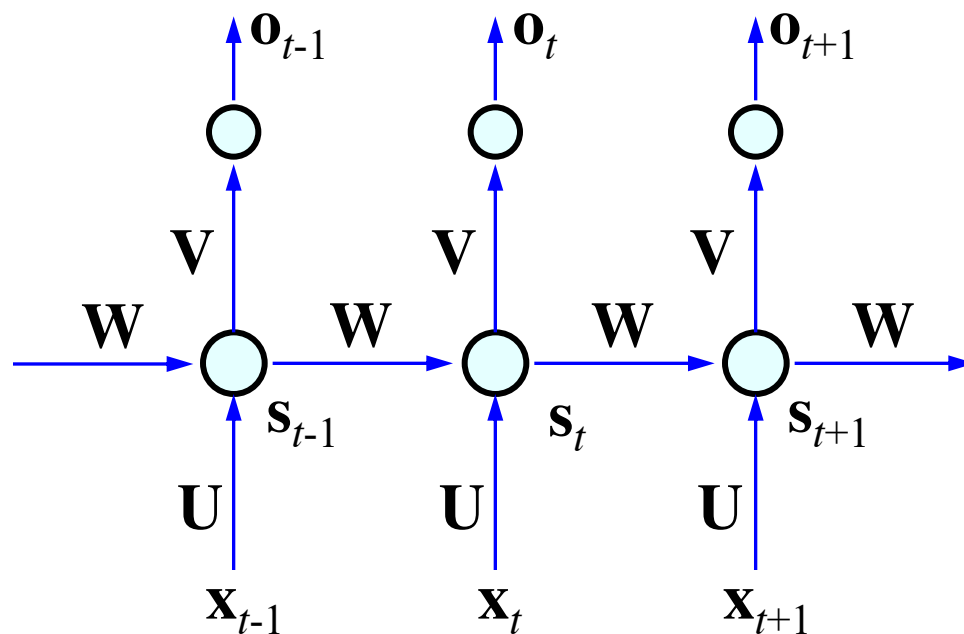 o_{t-1} o_t o_{t+1}
V V V
W W W W
s_{t-1} s_t s_{t+1}
U U U
x_{t-1} x_t x_{t+1}